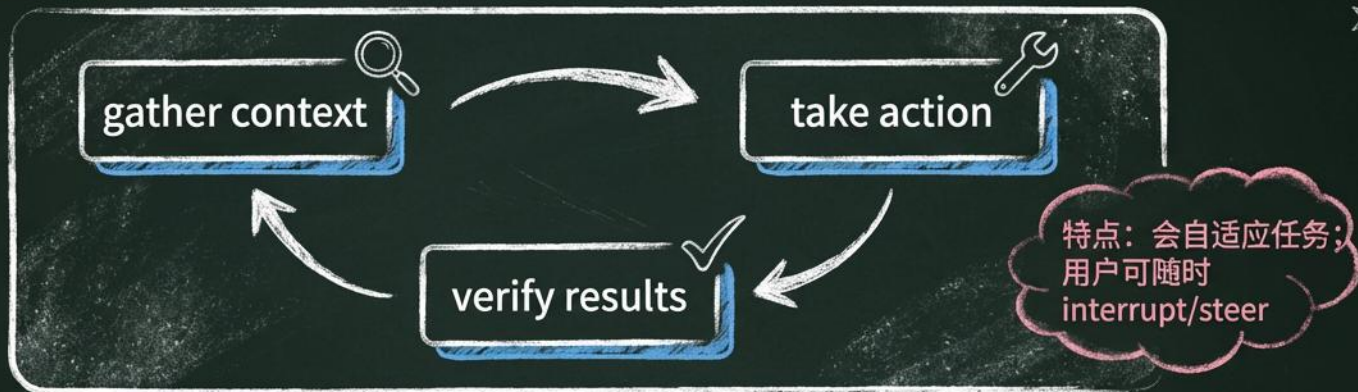 gather context
take action
verify results
特点：会自适应任务；
用户可随时
interrupt/steer